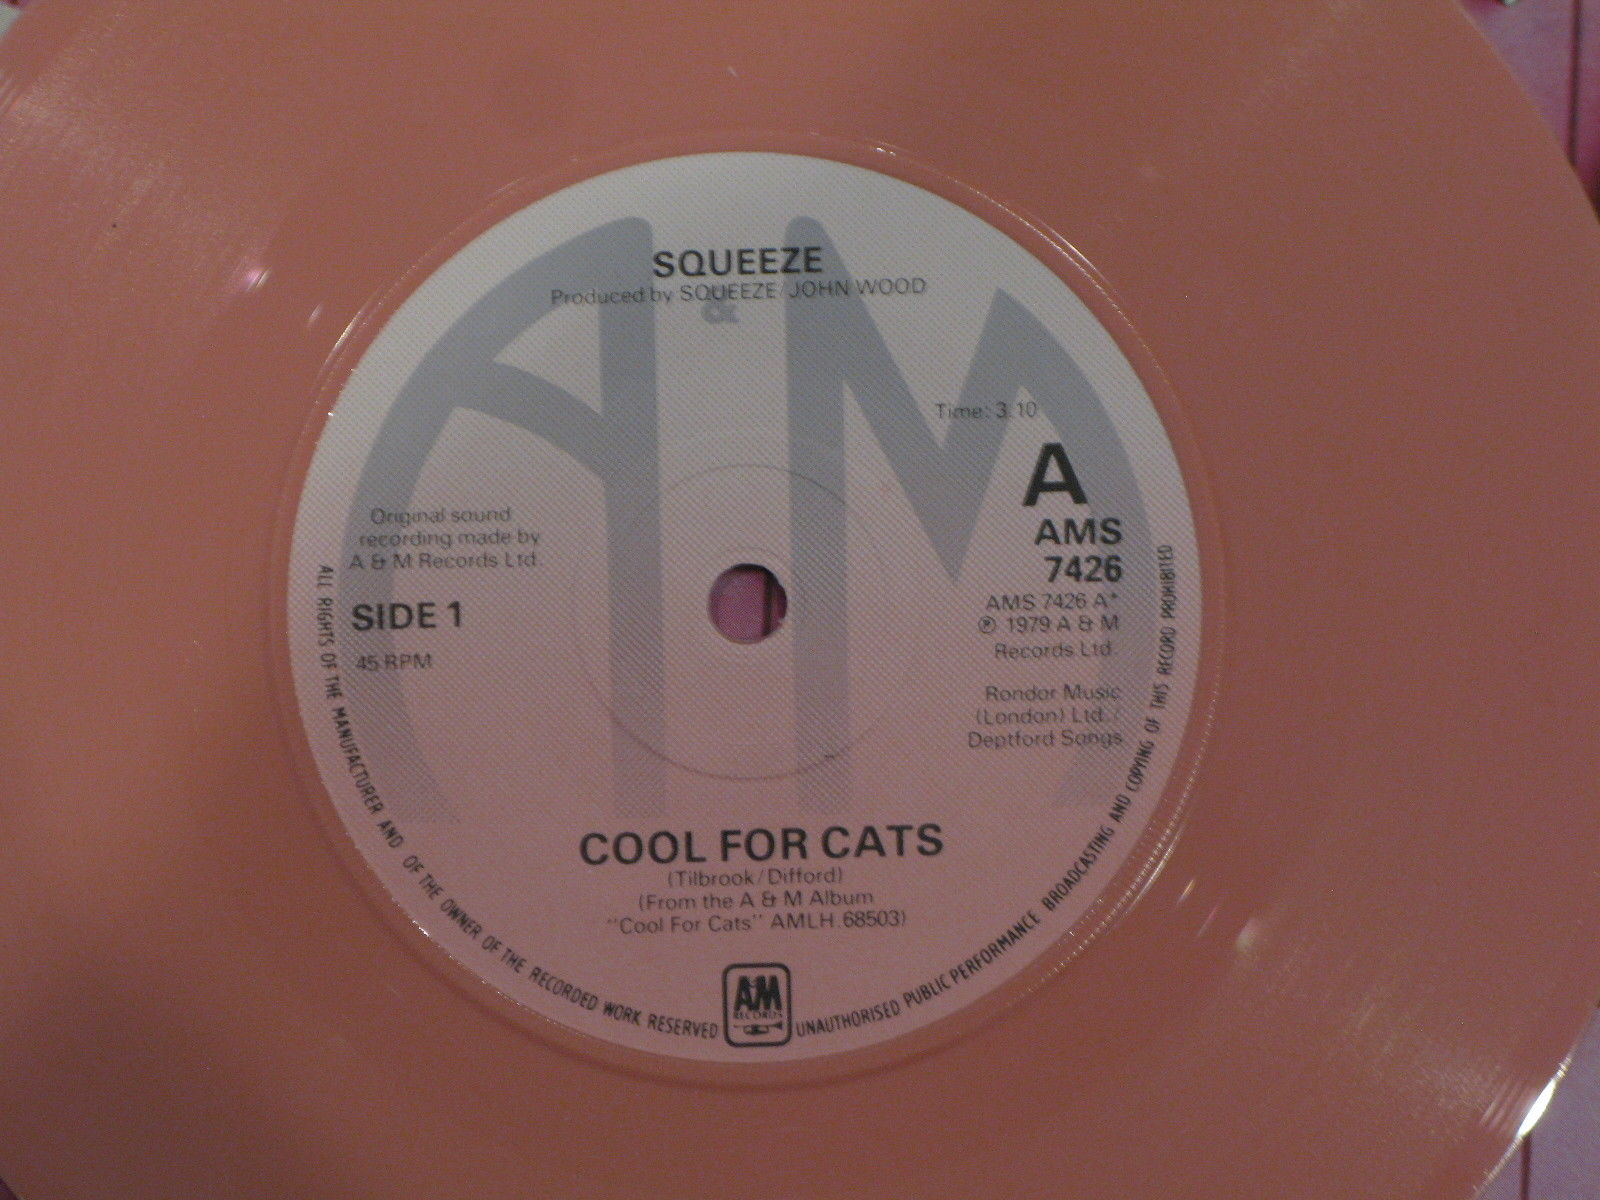 SQUEEZE
Produced by SQUEEZE/JOHN WOOD
&
AM
Time: 3.10
A
AMS
7426
AMS 7426 A*
℗ 1979 A & M
Records Ltd.
Rondor Music
(London) Ltd./
Deptford Songs
Original sound
recording made by
A & M Records Ltd.
SIDE 1
45 RPM
COOL FOR CATS
(Tilbrook/Difford)
(From the A & M Album
"Cool For Cats" AMLH 68503)
A&M
RECORDS
ALL RIGHTS OF THE MANUFACTURER AND OF THE OWNER OF THE RECORDED WORK RESERVED
UNAUTHORISED PUBLIC PERFORMANCE BROADCASTING AND COPYING OF THIS RECORD PROHIBITED